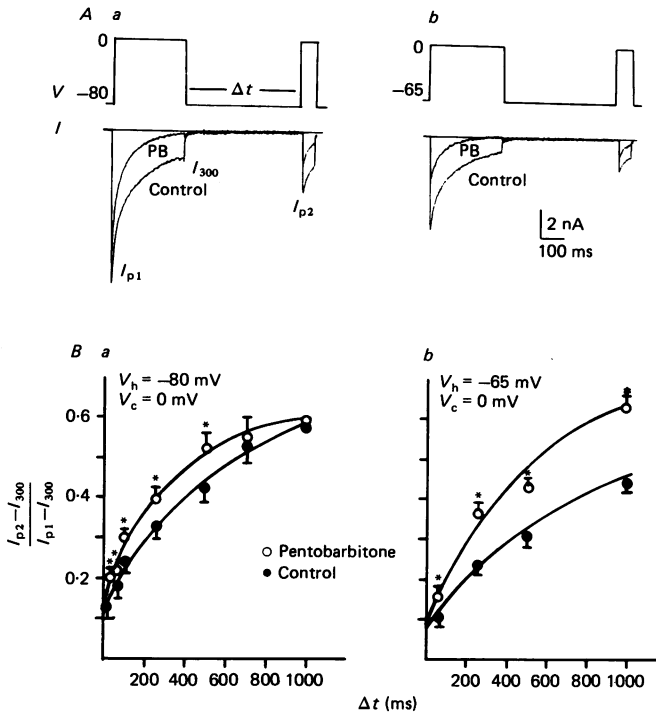 A a
b
0
V −80
Δt
0
−65
I
PB
I300
Control
Ip1
Ip2
PB
Control
2 nA
100 ms
B a
Vh = −80 mV
Vc = 0 mV
b
Vh = −65 mV
Vc = 0 mV
0·6
0·4
0·2
Ip2−I300
Ip1−I300
* * * * *
* * * *
Pentobarbitone
Control
200 400 600 800 1000
200 400 600 800 1000
Δt (ms)